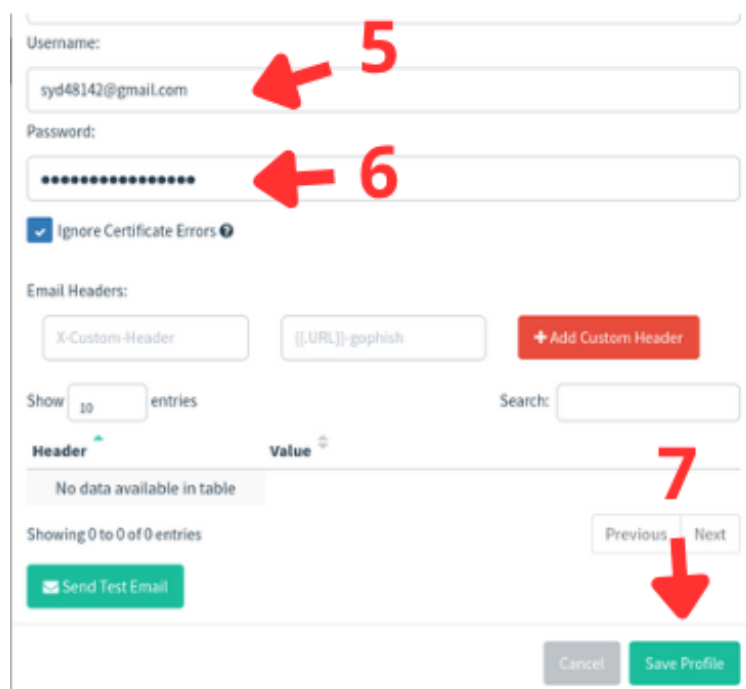 Username:
5
syd48142@gmail.com
Password:
••••••••••••••••
6
Ignore Certificate Errors
Email Headers:
X-Custom-Header
{{.URL}}-gophish
+ Add Custom Header
Show 10 entries
Search:
Header Value
No data available in table
7
Showing 0 to 0 of 0 entries
Previous Next
Send Test Email
Cancel Save Profile